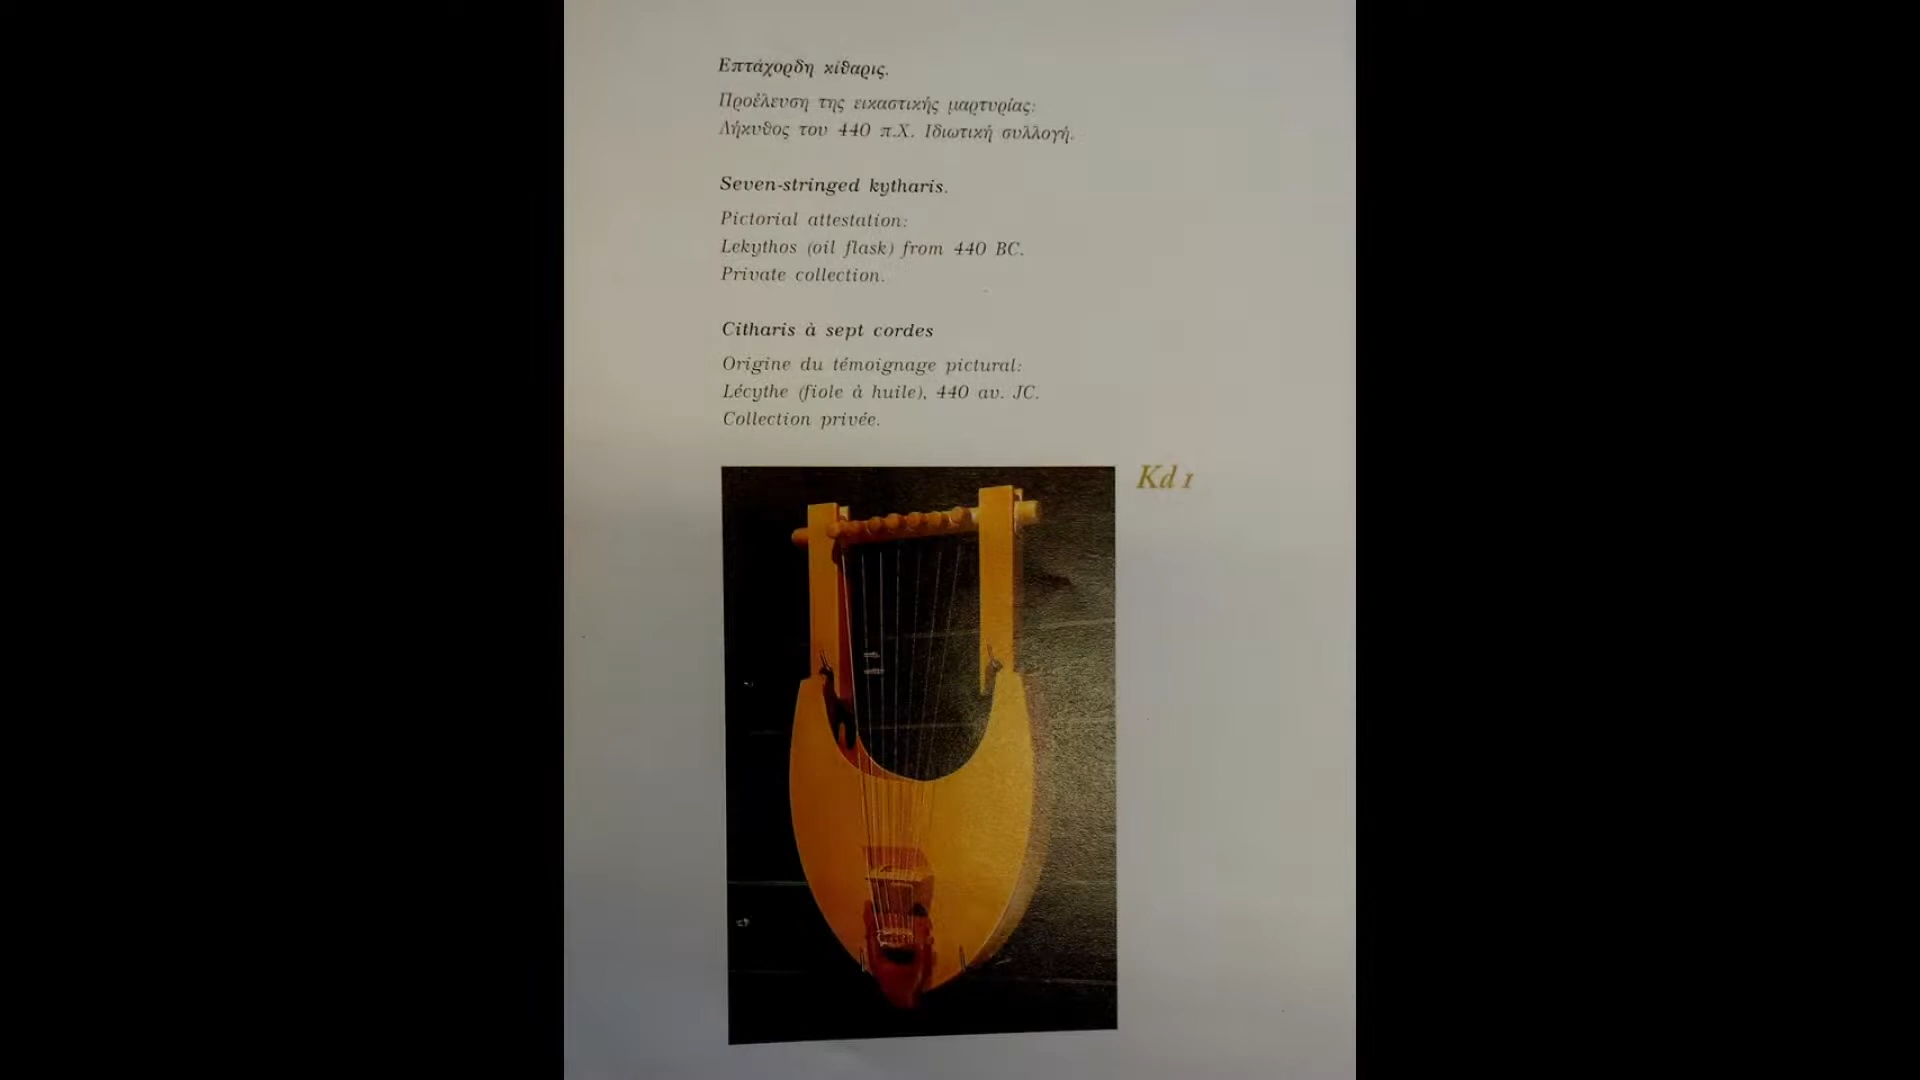 Επτάχορδη κίθαρις.
Προέλευση της εικαστικής μαρτυρίας:
Λήκυθος του 440 π.Χ. Ιδιωτική συλλογή.
Seven-stringed kytharis.
Pictorial attestation:
Lekythos (oil flask) from 440 BC.
Private collection.
Citharis à sept cordes
Origine du témoignage pictural:
Lécythe (fiole à huile), 440 av. JC.
Collection privée.
Kd 1